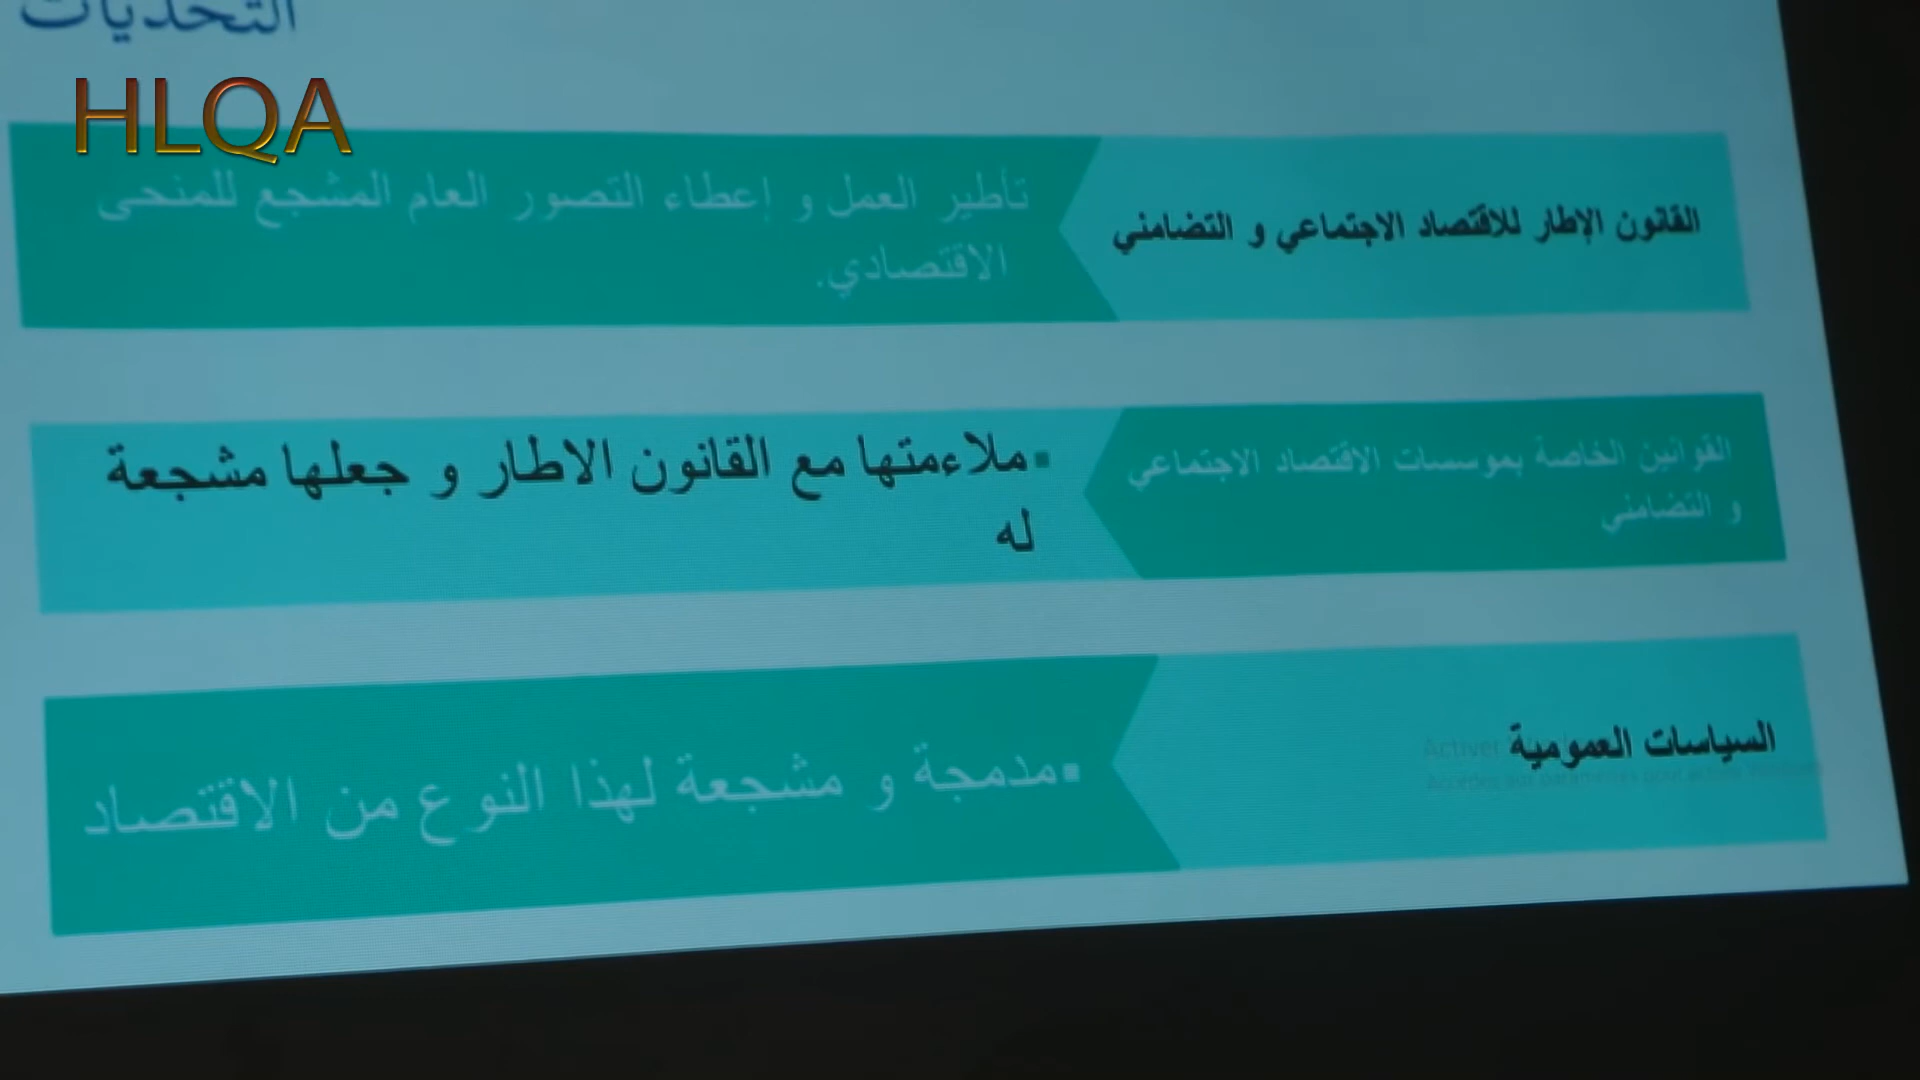 التحديات
HLQA
القانون الإطار للاقتصاد الاجتماعي و التضامني
تأطير العمل و إعطاء التصور العام المشجع للمنحى
الاقتصادي.
القوانين الخاصة بموسسات الاقتصاد الاجتماعي
و التضامني
▪ملاءمتها مع القانون الاطار و جعلها مشجعة
له
السياسات العمومية
▪مدمجة و مشجعة لهذا النوع من الاقتصاد